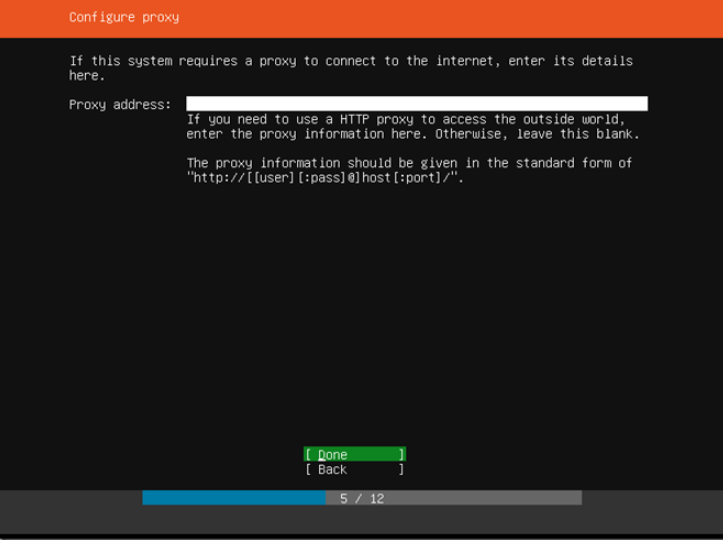 Configure proxy
If this system requires a proxy to connect to the internet, enter its details
here.
Proxy address:
If you need to use a HTTP proxy to access the outside world,
enter the proxy information here. Otherwise, leave this blank.
The proxy information should be given in the standard form of
"http://[[user][:pass]@]host[:port]/".
[ Done ]
[ Back ]
5 / 12